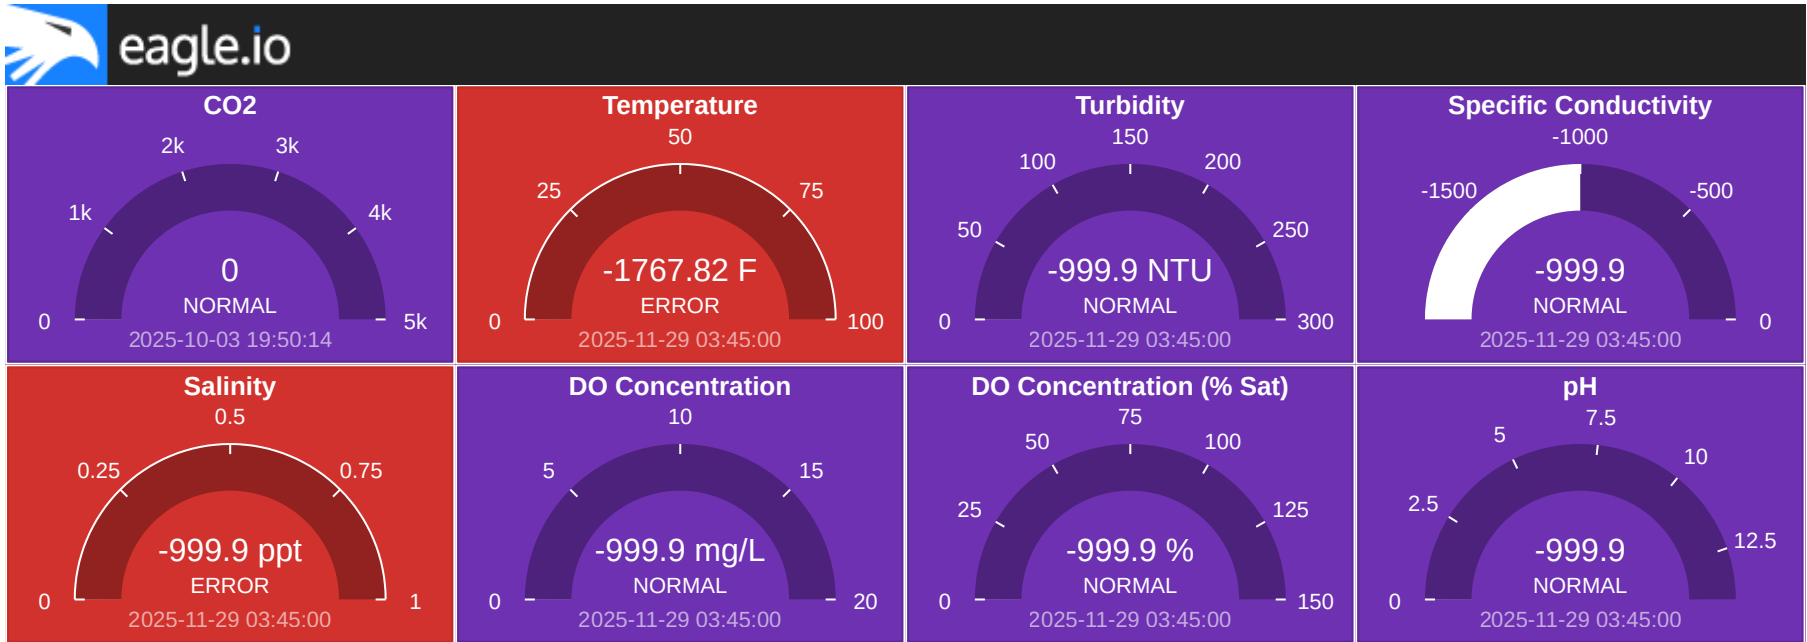 eagle.io
CO2
2k 3k
1k 4k
0
NORMAL
0 5k
2025-10-03 19:50:14
Temperature
50
25 75
-1767.82 F
ERROR
0 100
2025-11-29 03:45:00
Turbidity
150
100 200
50 250
-999.9 NTU
NORMAL
0 300
2025-11-29 03:45:00
Specific Conductivity
-1000
-1500 -500
-999.9
NORMAL
0
2025-11-29 03:45:00
Salinity
0.5
0.25 0.75
-999.9 ppt
ERROR
0 1
2025-11-29 03:45:00
DO Concentration
10
5 15
-999.9 mg/L
NORMAL
0 20
2025-11-29 03:45:00
DO Concentration (% Sat)
75
50 100
25 125
-999.9 %
NORMAL
0 150
2025-11-29 03:45:00
pH
7.5
5 10
2.5 12.5
-999.9
NORMAL
0
2025-11-29 03:45:00